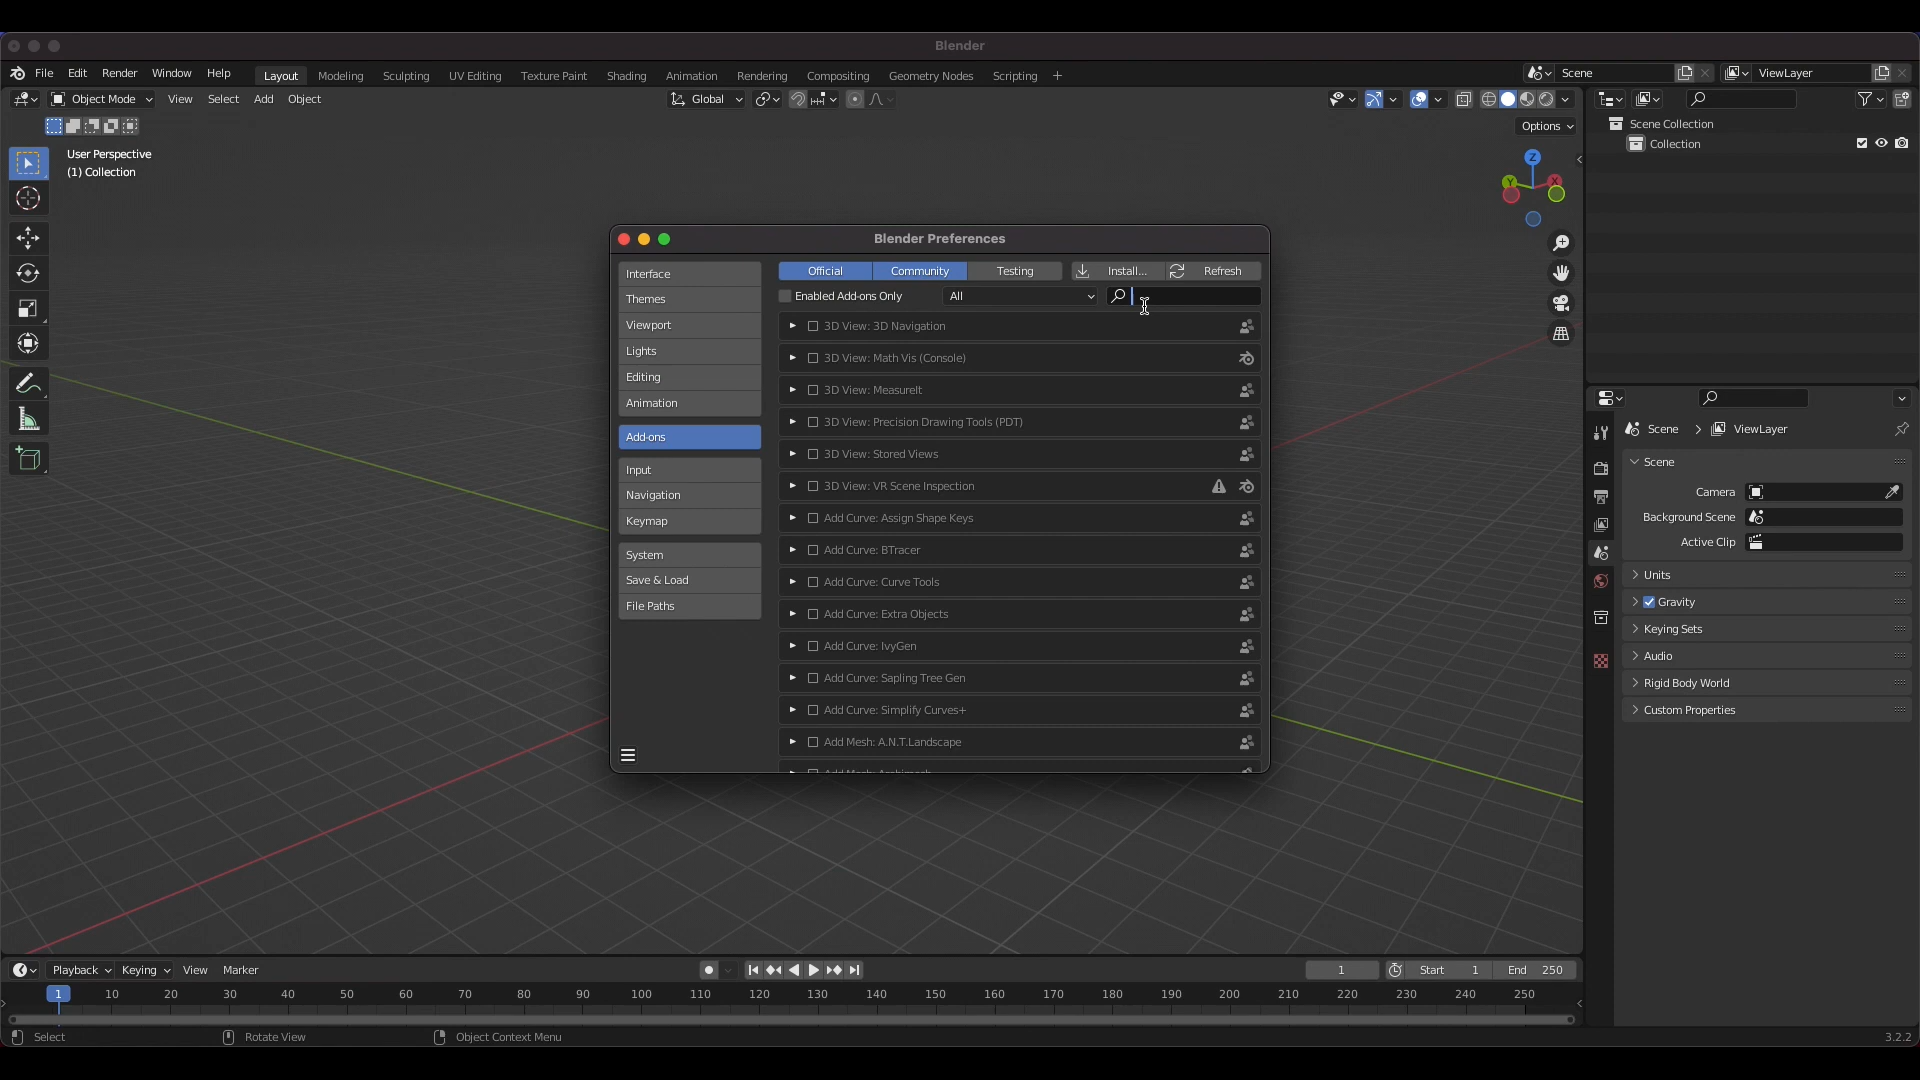 Blender
File Edit Render Window Help Layout Modeling Sculpting UV Editing Texture Paint Shading Animation Rendering Compositing Geometry Nodes Scripting + Scene ViewLayer
Object Mode View Select Add Object Global
Options
User Perspective
(1) Collection
Z
Y X
Scene Collection
Collection
Blender Preferences
Interface
Themes
Viewport
Lights
Editing
Animation
Add-ons
Input
Navigation
Keymap
System
Save & Load
File Paths
Official Community Testing Install... Refresh
Enabled Add-ons Only All
3D View: 3D Navigation
3D View: Math Vis (Console)
3D View: MeasureIt
3D View: Precision Drawing Tools (PDT)
3D View: Stored Views
3D View: VR Scene Inspection
Add Curve: Assign Shape Keys
Add Curve: BTracer
Add Curve: Curve Tools
Add Curve: Extra Objects
Add Curve: IvyGen
Add Curve: Sapling Tree Gen
Add Curve: Simplify Curves+
Add Mesh: A.N.T.Landscape
Scene > ViewLayer
Scene
Camera
Background Scene
Active Clip
Units
Gravity
Keying Sets
Audio
Rigid Body World
Custom Properties
Playback Keying View Marker 1 Start 1 End 250
1 10 20 30 40 50 60 70 80 90 100 110 120 130 140 150 160 170 180 190 200 210 220 230 240 250
Select Rotate View Object Context Menu 3.2.2